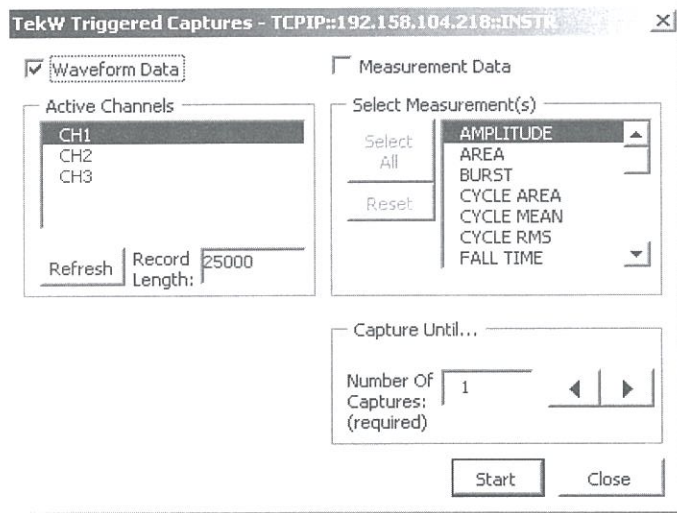 TekW Triggered Captures - TCPIP::192.158.104.218::INSTR
Waveform Data
Measurement Data
Active Channels
CH1
CH2
CH3
Refresh
Record
Length:
25000
Select Measurement(s)
Select
All
Reset
AMPLITUDE
AREA
BURST
CYCLE AREA
CYCLE MEAN
CYCLE RMS
FALL TIME
Capture Until...
Number Of
Captures:
(required)
1
Start
Close